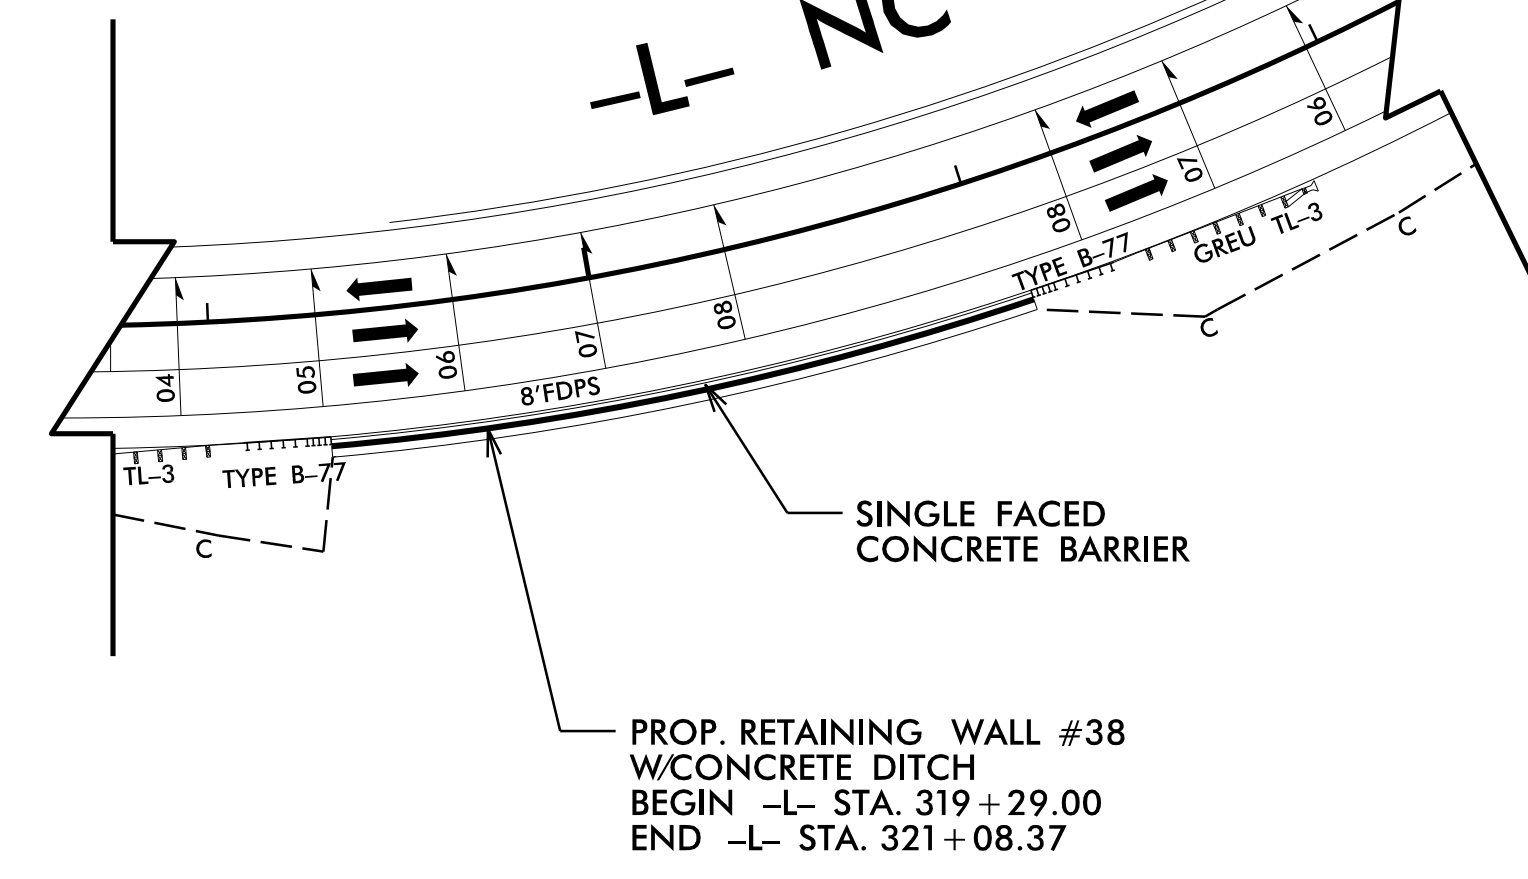 –L– NC
04
05
06
07
08
08
07
06
8'FDPS
TL–3
TYPE B–77
C
TYPE B–77
GREU TL–3
C
C
SINGLE FACED
CONCRETE BARRIER
PROP. RETAINING WALL #38
W/CONCRETE DITCH
BEGIN –L– STA. 319+29.00
END –L– STA. 321+08.37